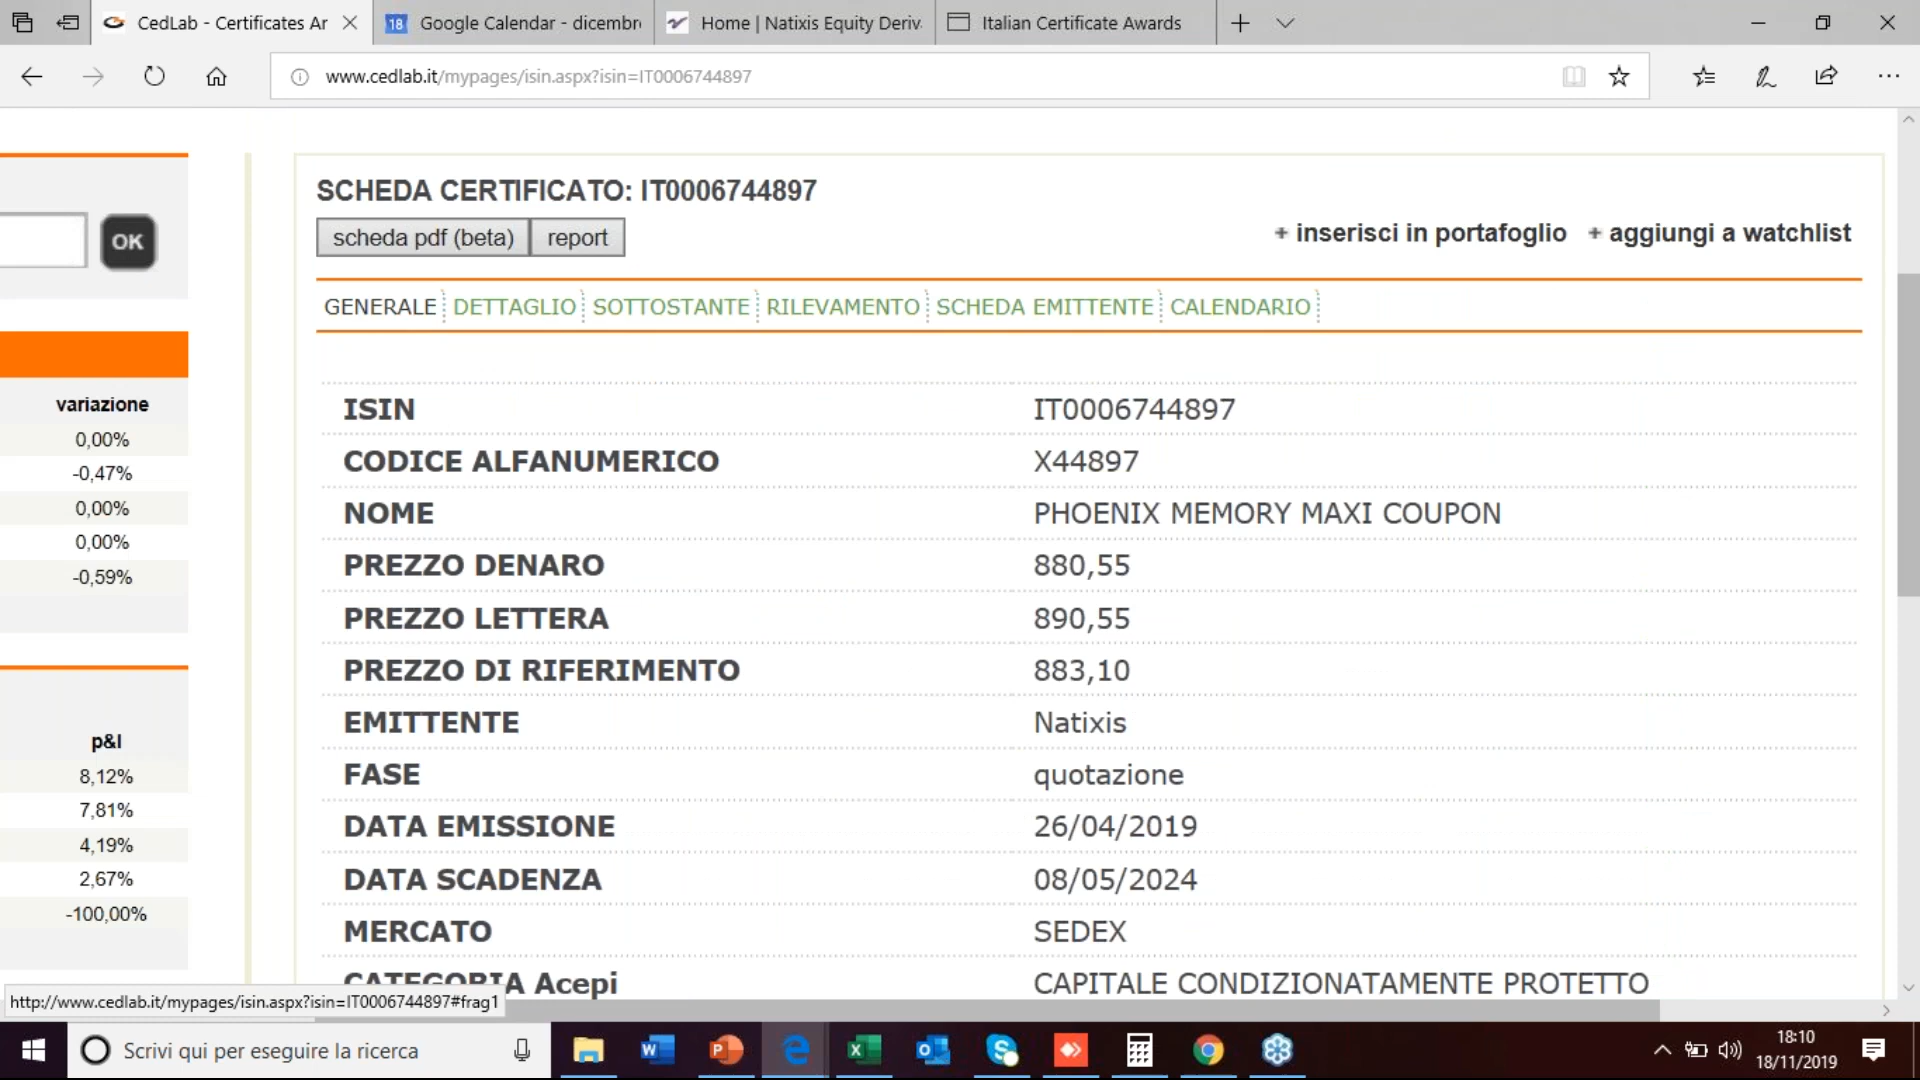 CedLab - Certificates Ar
Google Calendar - dicembre
Home | Natixis Equity Deriv
Italian Certificate Awards
www.cedlab.it/mypages/isin.aspx?isin=IT0006744897
OK
variazione
0,00%
-0,47%
0,00%
0,00%
-0,59%
p&l
8,12%
7,81%
4,19%
2,67%
-100,00%
SCHEDA CERTIFICATO: IT0006744897
scheda pdf (beta) report
+ inserisci in portafoglio + aggiungi a watchlist
GENERALE DETTAGLIO SOTTOSTANTE RILEVAMENTO SCHEDA EMITTENTE CALENDARIO
ISIN IT0006744897
CODICE ALFANUMERICO X44897
NOME PHOENIX MEMORY MAXI COUPON
PREZZO DENARO 880,55
PREZZO LETTERA 890,55
PREZZO DI RIFERIMENTO 883,10
EMITTENTE Natixis
FASE quotazione
DATA EMISSIONE 26/04/2019
DATA SCADENZA 08/05/2024
MERCATO SEDEX
CATEGORIA Acepi CAPITALE CONDIZIONATAMENTE PROTETTO
http://www.cedlab.it/mypages/isin.aspx?isin=IT0006744897#frag1
Scrivi qui per eseguire la ricerca
18:10
18/11/2019